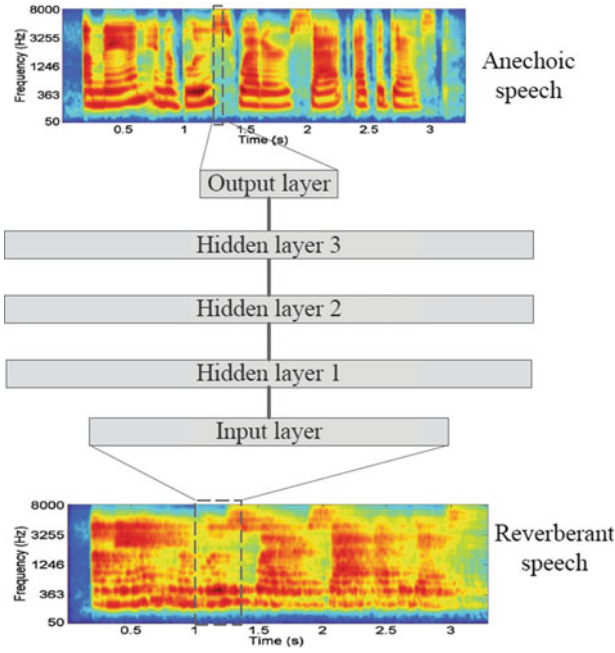 8000
3255
1246
363
50
Frequency (Hz)
0.5 1 1.5 2 2.5 3
Time (s)
Anechoic
speech
Output layer
Hidden layer 3
Hidden layer 2
Hidden layer 1
Input layer
8000
3255
1246
363
50
Frequency (Hz)
0.5 1 1.5 2 2.5 3
Time (s)
Reverberant
speech